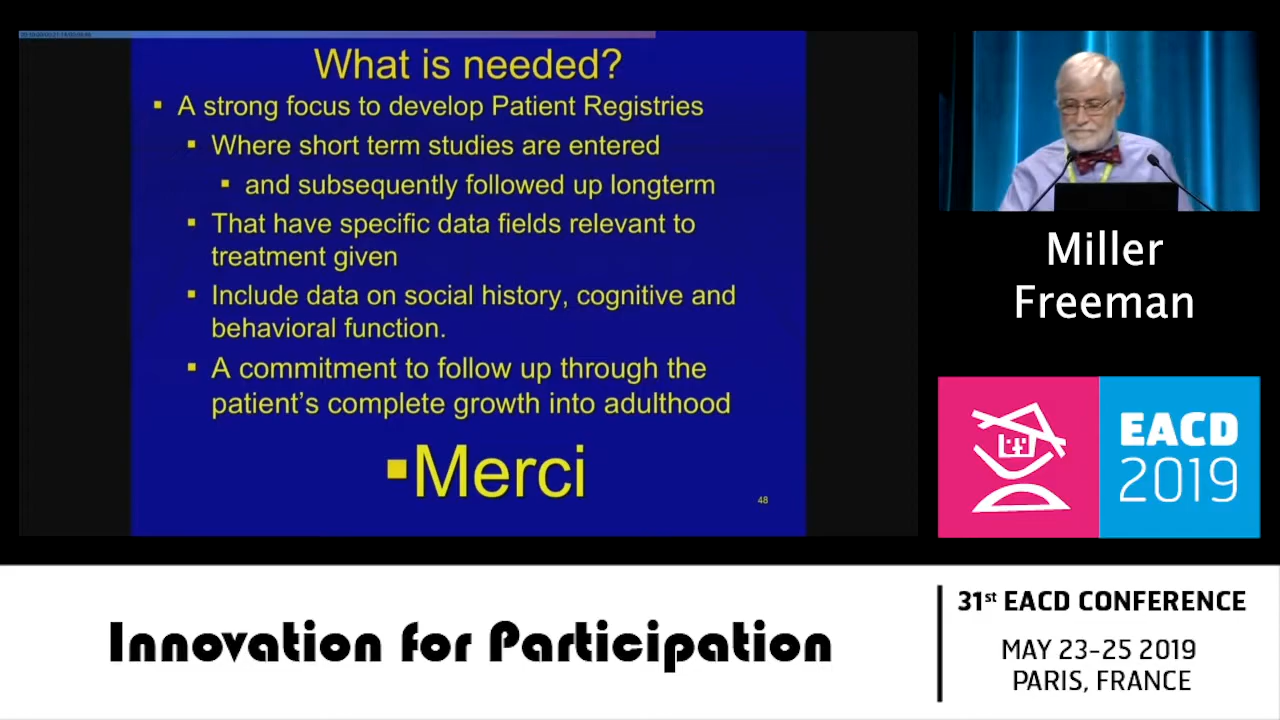 What is needed?
▪ A strong focus to develop Patient Registries
▪ Where short term studies are entered
▪ and subsequently followed up longterm
▪ That have specific data fields relevant to
treatment given
▪ Include data on social history, cognitive and
behavioral function.
▪ A commitment to follow up through the
patient's complete growth into adulthood
▪Merci
48
Miller
Freeman
EACD
2019
Innovation for Participation
31st EACD CONFERENCE
MAY 23-25 2019
PARIS, FRANCE